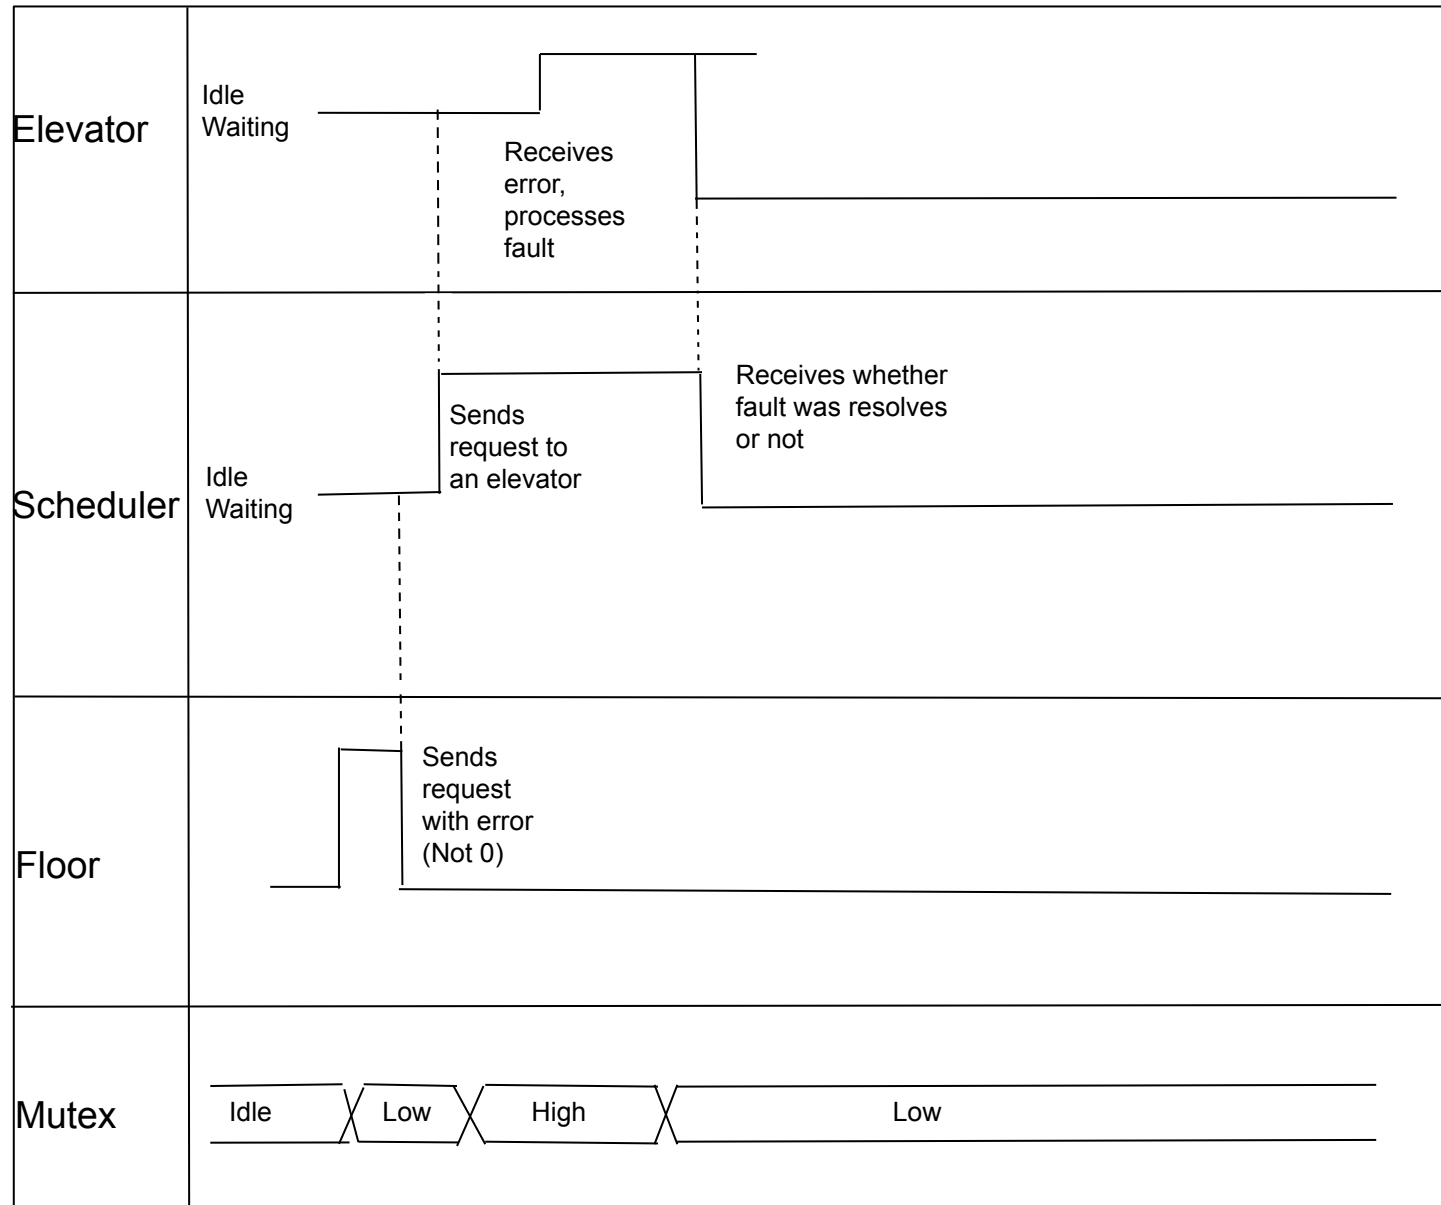 Elevator
Idle
Waiting
Receives
error,
processes
fault
Scheduler
Idle
Waiting
Sends
request to
an elevator
Receives whether
fault was resolves
or not
Floor
Sends
request
with error
(Not 0)
Mutex
Idle
Low
High
Low